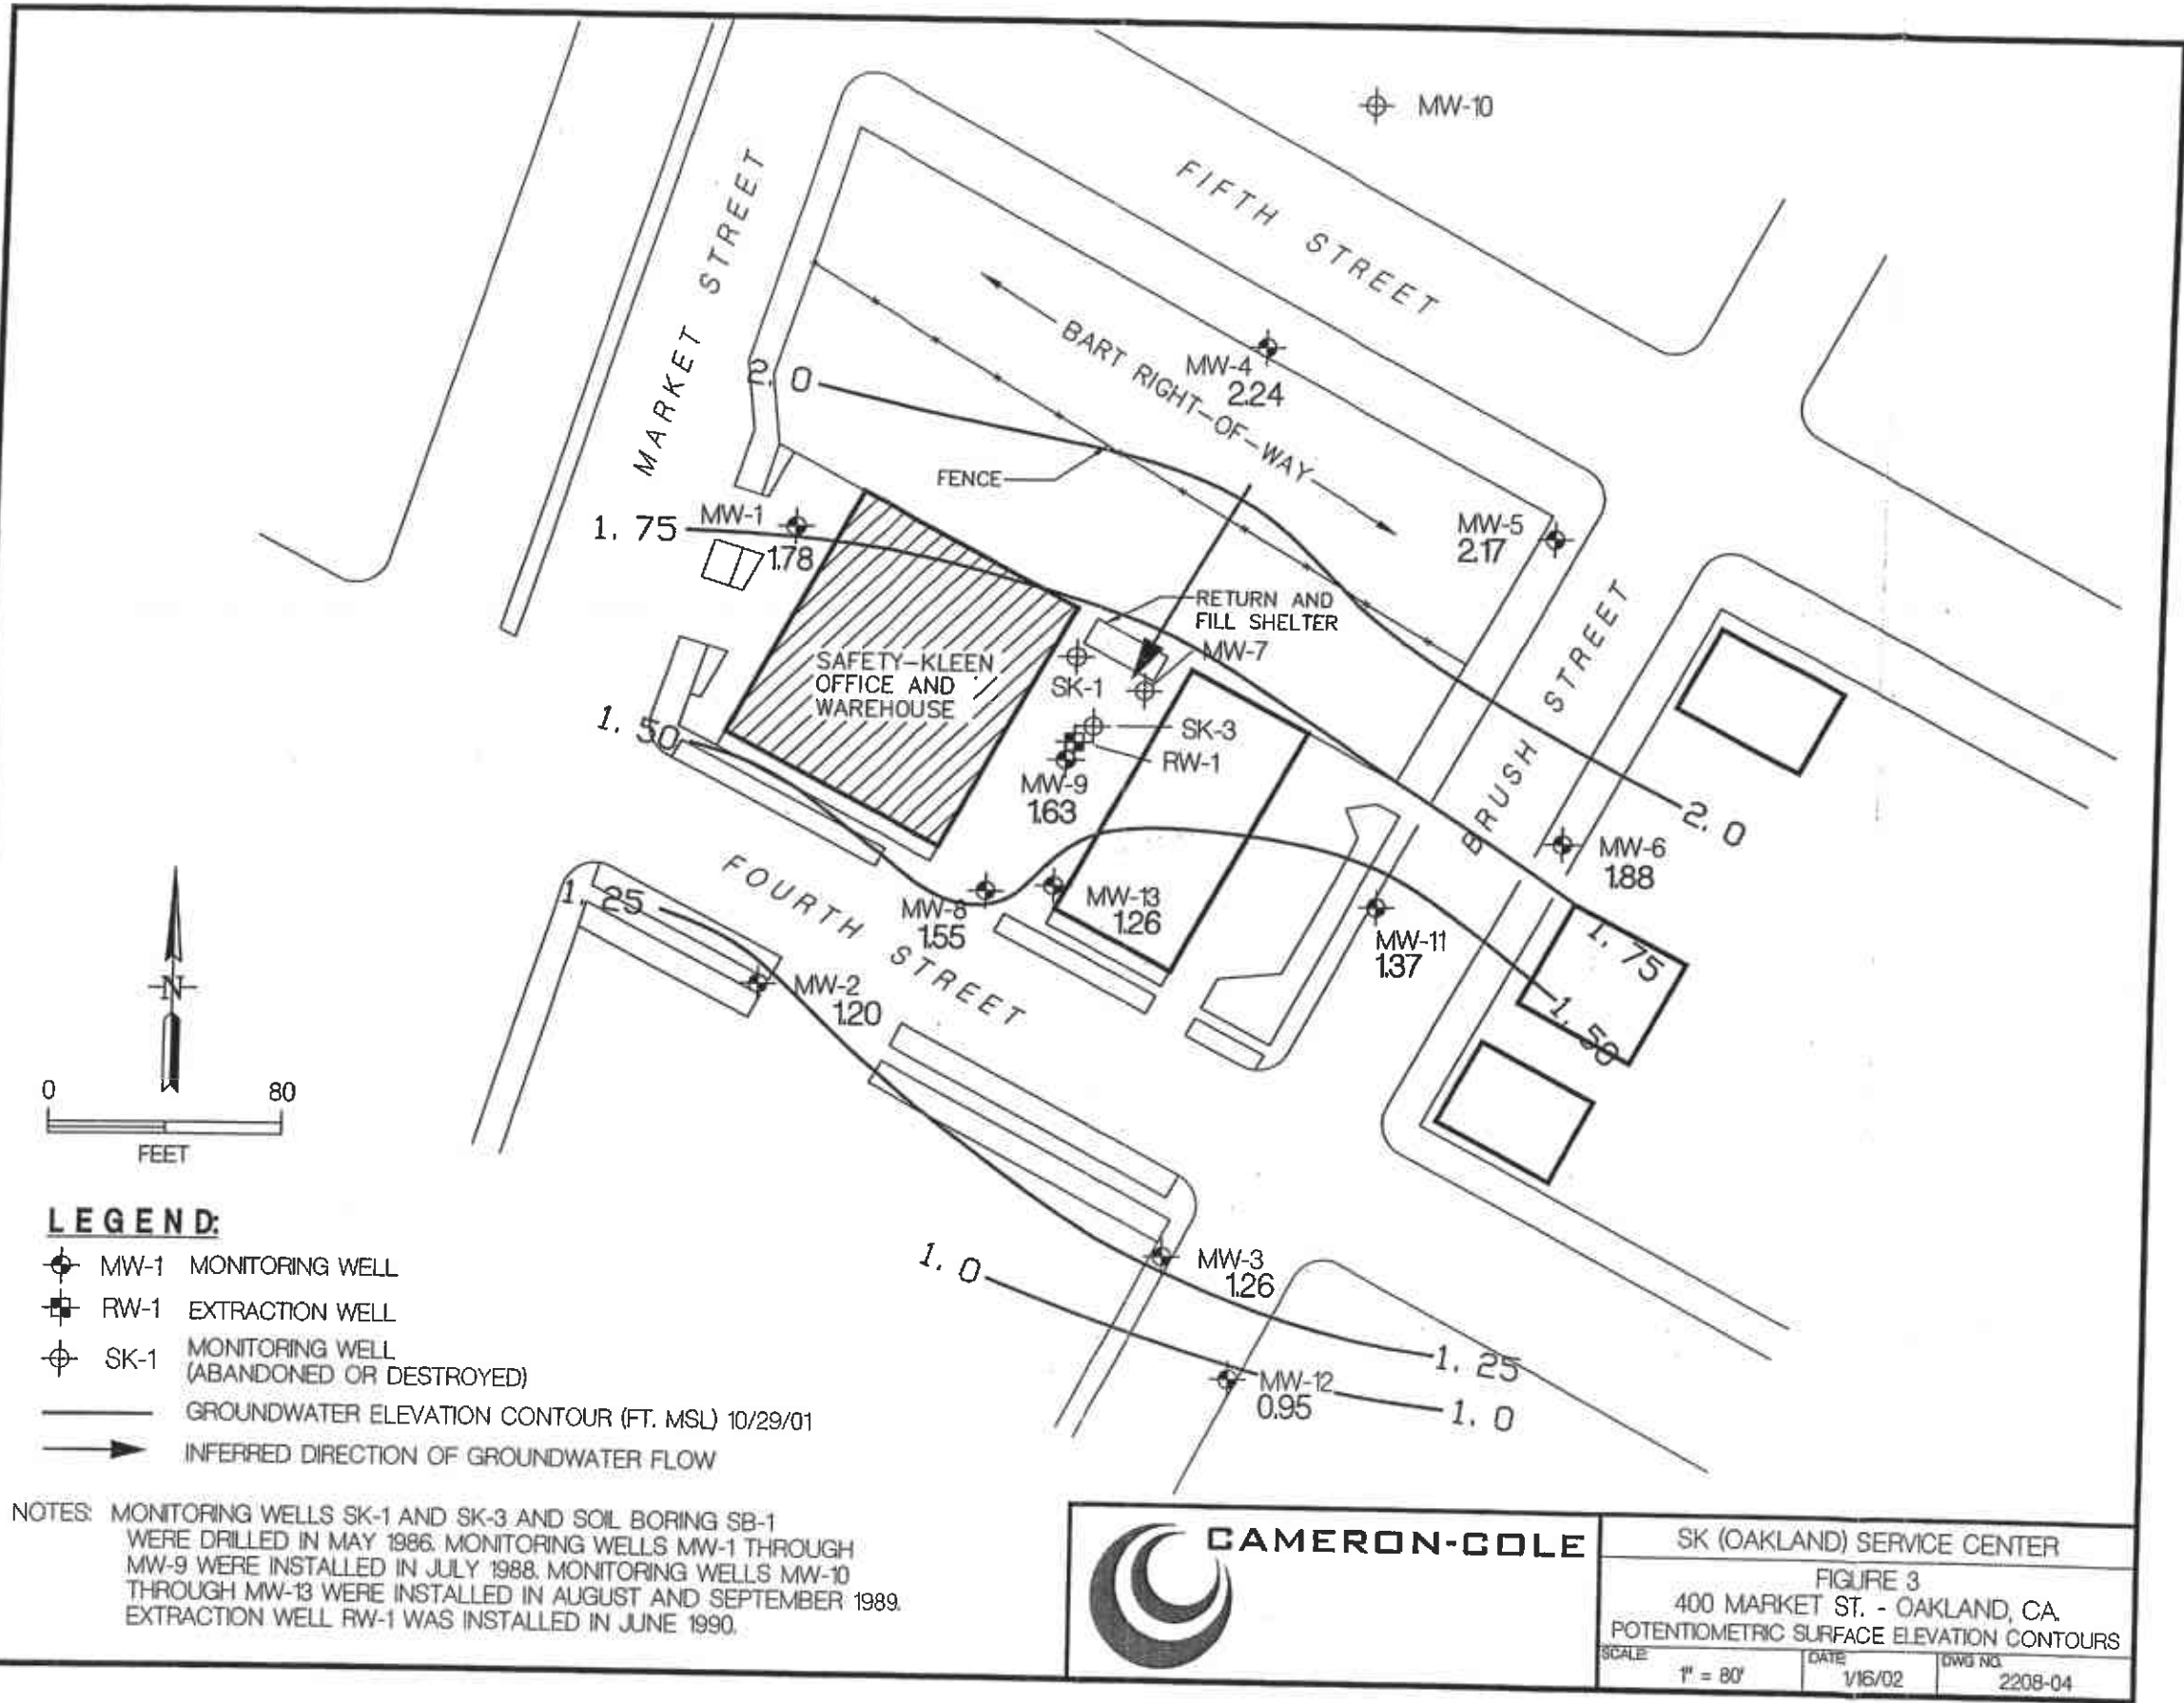 MW-10
FIFTH STREET
MARKET STREET
BART RIGHT-OF-WAY
MW-4
2.24
2.0
FENCE
MW-5
2.17
1.75
MW-1
1.78
RETURN AND
FILL SHELTER
MW-7
SK-1
SAFETY-KLEEN
OFFICE AND
WAREHOUSE
SK-3
RW-1
MW-9
1.63
1.50
BRUSH STREET
2.0
MW-6
1.88
FOURTH STREET
MW-8
1.55
MW-13
1.26
MW-11
1.37
1.75
1.50
1.25
MW-2
1.20
N
0 80
FEET
MW-3
1.26
1.0
1.25
MW-12
0.95
1.0
LEGEND:
MW-1 MONITORING WELL
RW-1 EXTRACTION WELL
SK-1 MONITORING WELL
(ABANDONED OR DESTROYED)
GROUNDWATER ELEVATION CONTOUR (FT. MSL) 10/29/01
INFERRED DIRECTION OF GROUNDWATER FLOW
NOTES: MONITORING WELLS SK-1 AND SK-3 AND SOIL BORING SB-1
WERE DRILLED IN MAY 1986. MONITORING WELLS MW-1 THROUGH
MW-9 WERE INSTALLED IN JULY 1988. MONITORING WELLS MW-10
THROUGH MW-13 WERE INSTALLED IN AUGUST AND SEPTEMBER 1989.
EXTRACTION WELL RW-1 WAS INSTALLED IN JUNE 1990.
CAMERON-COLE
SK (OAKLAND) SERVICE CENTER
FIGURE 3
400 MARKET ST. - OAKLAND, CA.
POTENTIOMETRIC SURFACE ELEVATION CONTOURS
SCALE 1" = 80'
DATE 1/16/02
DWG NO. 2208-04